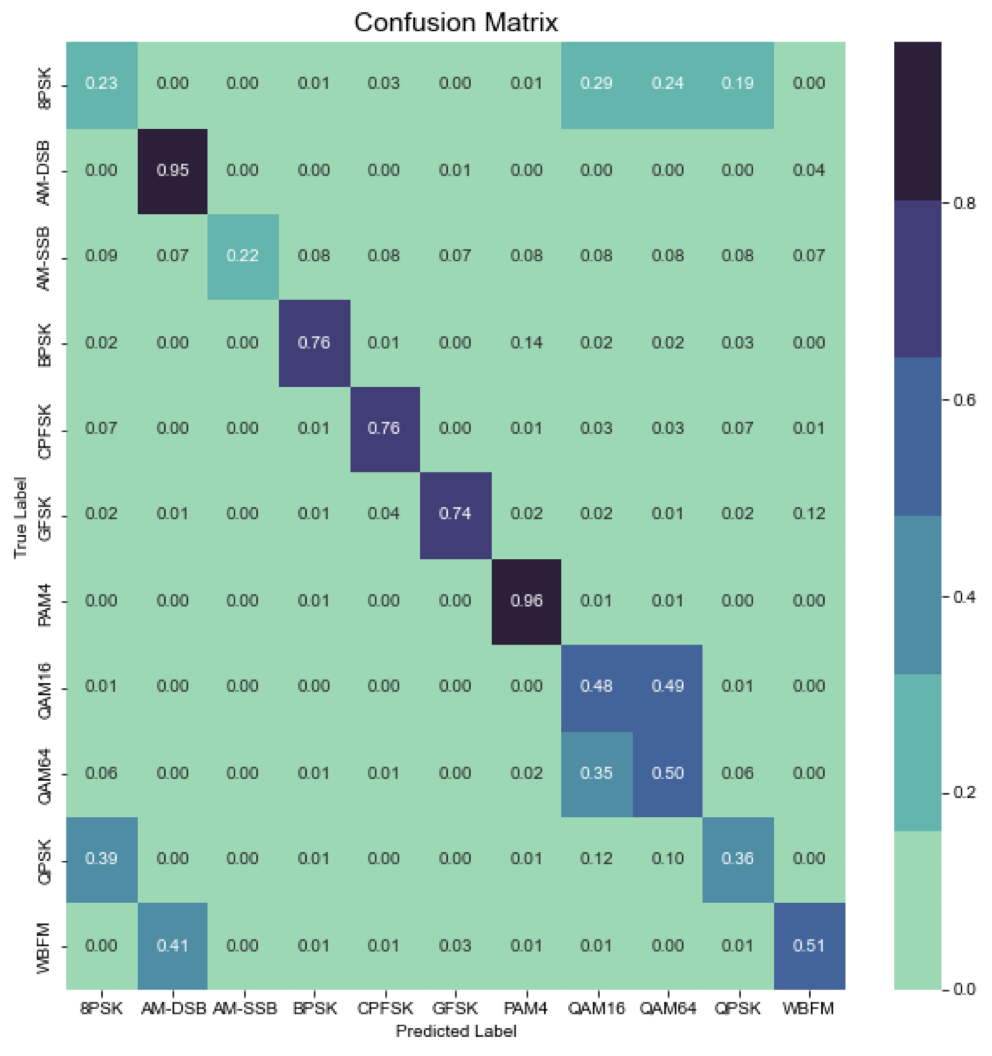 Confusion Matrix
8PSK 0.23 0.00 0.00 0.01 0.03 0.00 0.01 0.29 0.24 0.19 0.00
AM-DSB 0.00 0.95 0.00 0.00 0.00 0.01 0.00 0.00 0.00 0.00 0.04
0.8
AM-SSB 0.09 0.07 0.22 0.08 0.08 0.07 0.08 0.08 0.08 0.08 0.07
BPSK 0.02 0.00 0.00 0.76 0.01 0.00 0.14 0.02 0.02 0.03 0.00
0.6
CPFSK 0.07 0.00 0.00 0.01 0.76 0.00 0.01 0.03 0.03 0.07 0.01
True Label
GFSK 0.02 0.01 0.00 0.01 0.04 0.74 0.02 0.02 0.01 0.02 0.12
PAM4 0.00 0.00 0.00 0.01 0.00 0.00 0.96 0.01 0.01 0.00 0.00
0.4
QAM16 0.01 0.00 0.00 0.00 0.00 0.00 0.00 0.48 0.49 0.01 0.00
QAM64 0.06 0.00 0.00 0.01 0.01 0.00 0.02 0.35 0.50 0.06 0.00
0.2
QPSK 0.39 0.00 0.00 0.01 0.00 0.00 0.01 0.12 0.10 0.36 0.00
WBFM 0.00 0.41 0.00 0.01 0.01 0.03 0.01 0.01 0.00 0.01 0.51
0.0
8PSK AM-DSB AM-SSB BPSK CPFSK GFSK PAM4 QAM16 QAM64 QPSK WBFM
Predicted Label